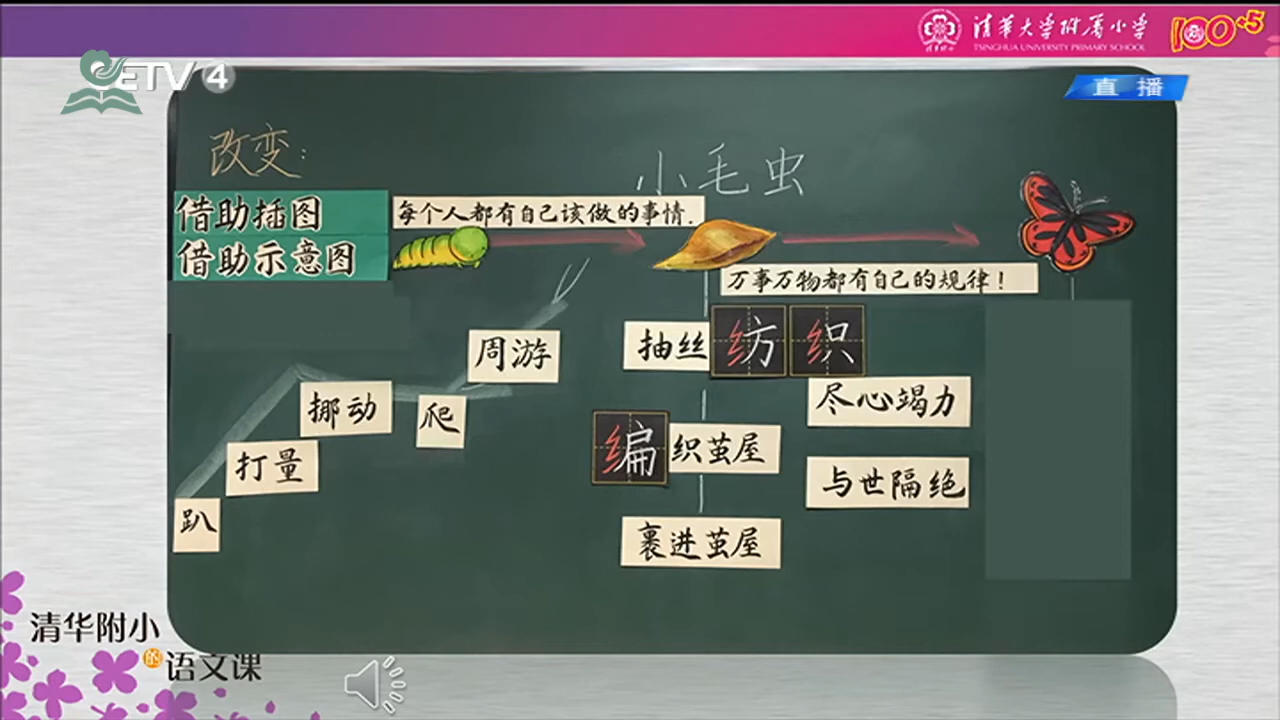 清华大学附属小学
TSINGHUA UNIVERSITY PRIMARY SCHOOL
100+5
CETV 4
直播
改变:
小毛虫
借助插图
每个人都有自己该做的事情.
借助示意图
万事万物都有自己的规律!
周游
抽丝纺织
挪动
爬
尽心竭力
打量
编织茧屋
与世隔绝
趴
裹进茧屋
清华附小
的语文课